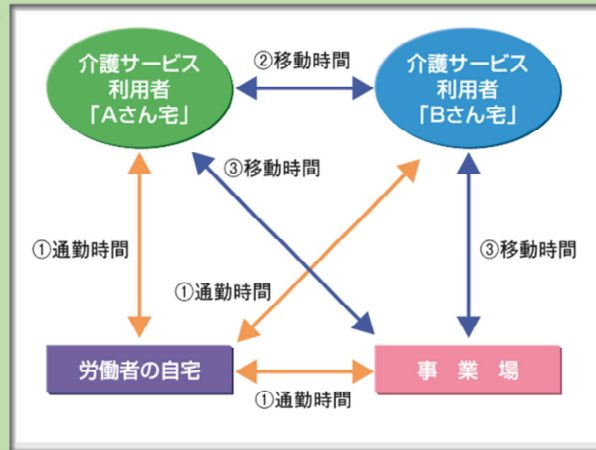 介護サービス
利用者
「Aさん宅」
②移動時間
介護サービス
利用者
「Bさん宅」
③移動時間
①通勤時間
①通勤時間
③移動時間
労働者の自宅
①通勤時間
事業場